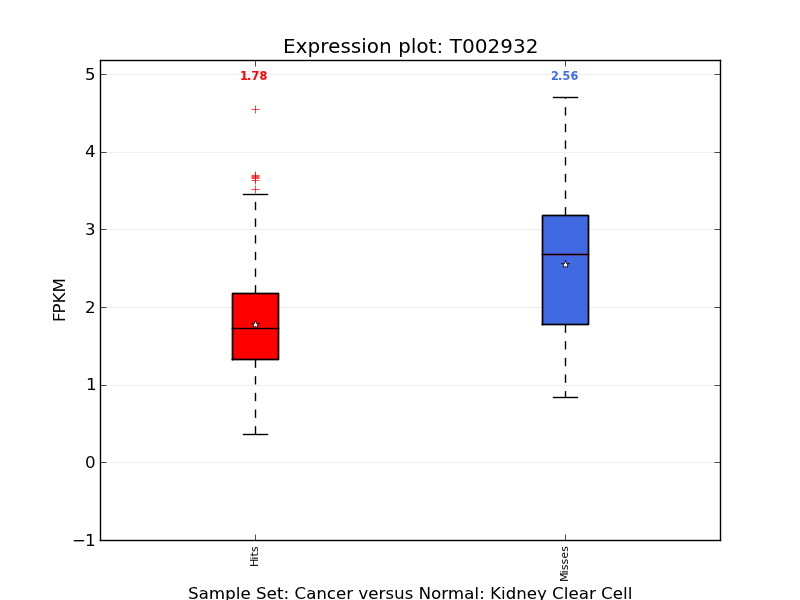 Expression plot: T002932
1.78
2.56
5
4
3
2
1
0
−1
FPKM
Hits
Misses
Sample Set: Cancer versus Normal: Kidney Clear Cell